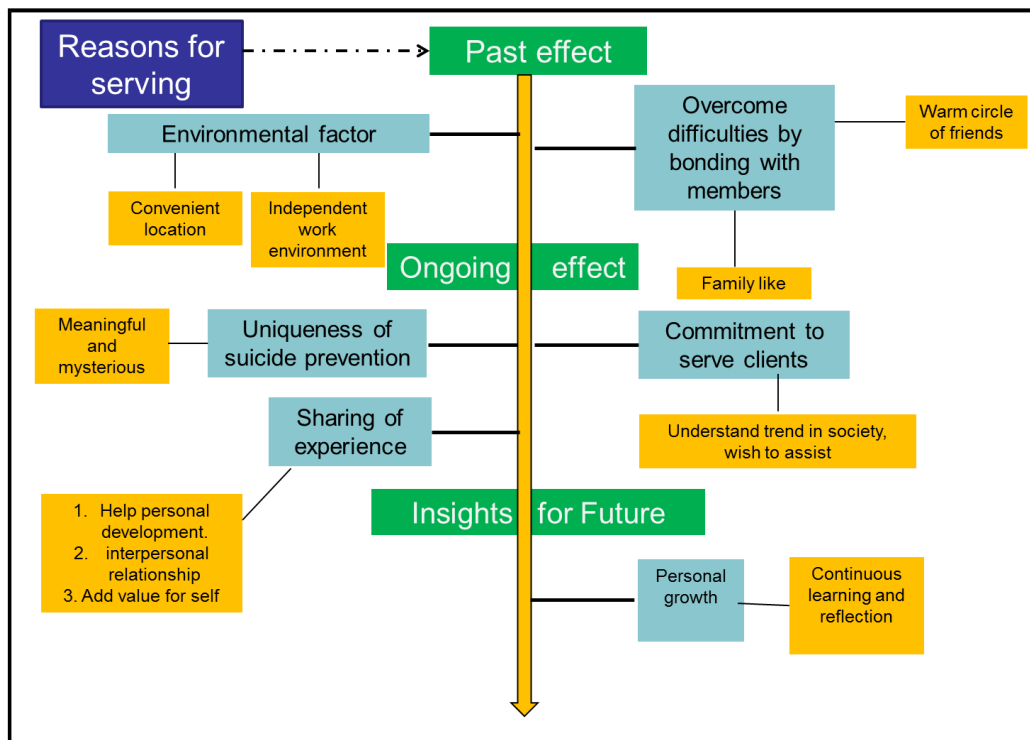 Reasons for
serving
Past effect
Environmental factor
Convenient
location
Independent
work
environment
Overcome
difficulties by
bonding with
members
Warm circle
of friends
Family like
Ongoing effect
Meaningful
and
mysterious
Uniqueness of
suicide prevention
Commitment to
serve clients
Understand trend in society,
wish to assist
Sharing of
experience
1. Help personal
development.
2. interpersonal
relationship
3. Add value for self
Insights for Future
Personal
growth
Continuous
learning and
reflection